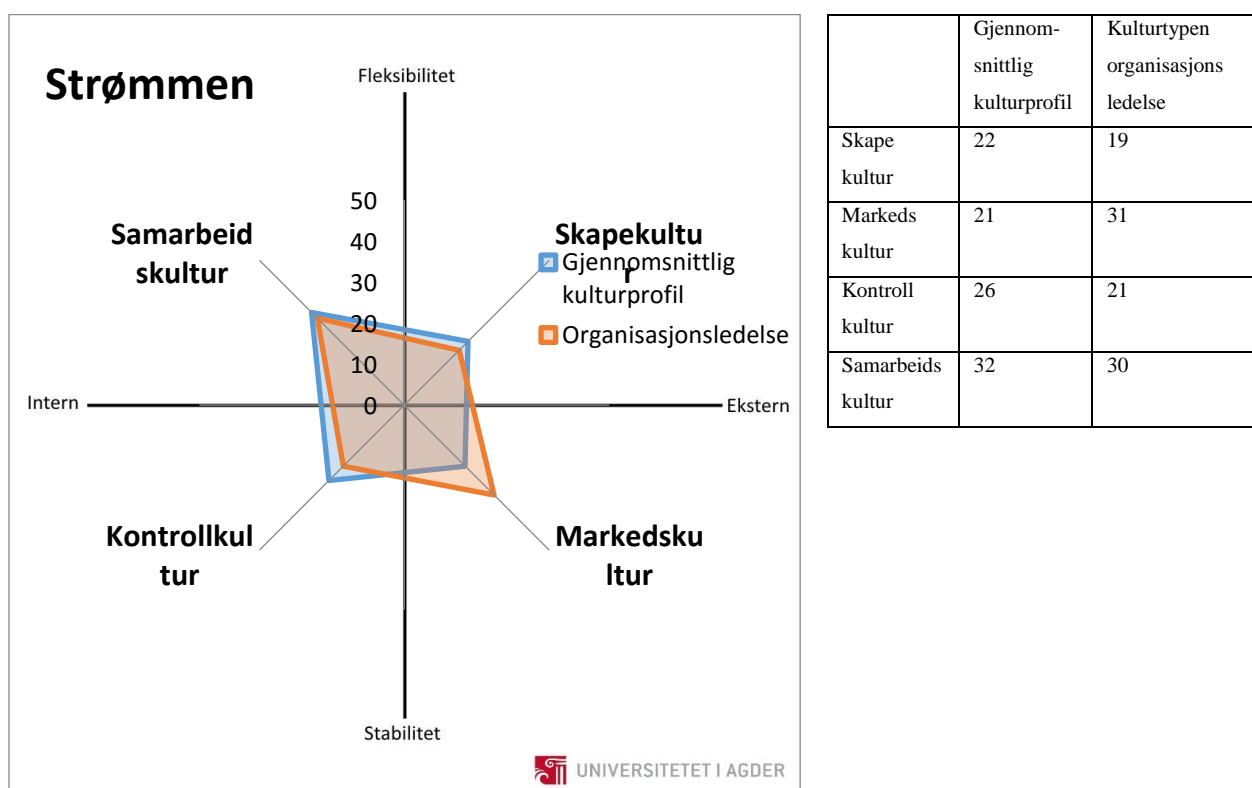 Strømmen
Fleksibilitet
50
40
30
20
10
0
Samarbeid
skultur
Skapekultu
r
Gjennomsnittlig
kulturprofil
Organisasjonsledelse
Intern
Ekstern
Kontrollkul
tur
Markedsku
ltur
Stabilitet
UNIVERSITETET I AGDER
Gjennom-
snittlig
kulturprofil
Kulturtypen
organisasjons
ledelse
Skape
kultur
22
19
Markeds
kultur
21
31
Kontroll
kultur
26
21
Samarbeids
kultur
32
30